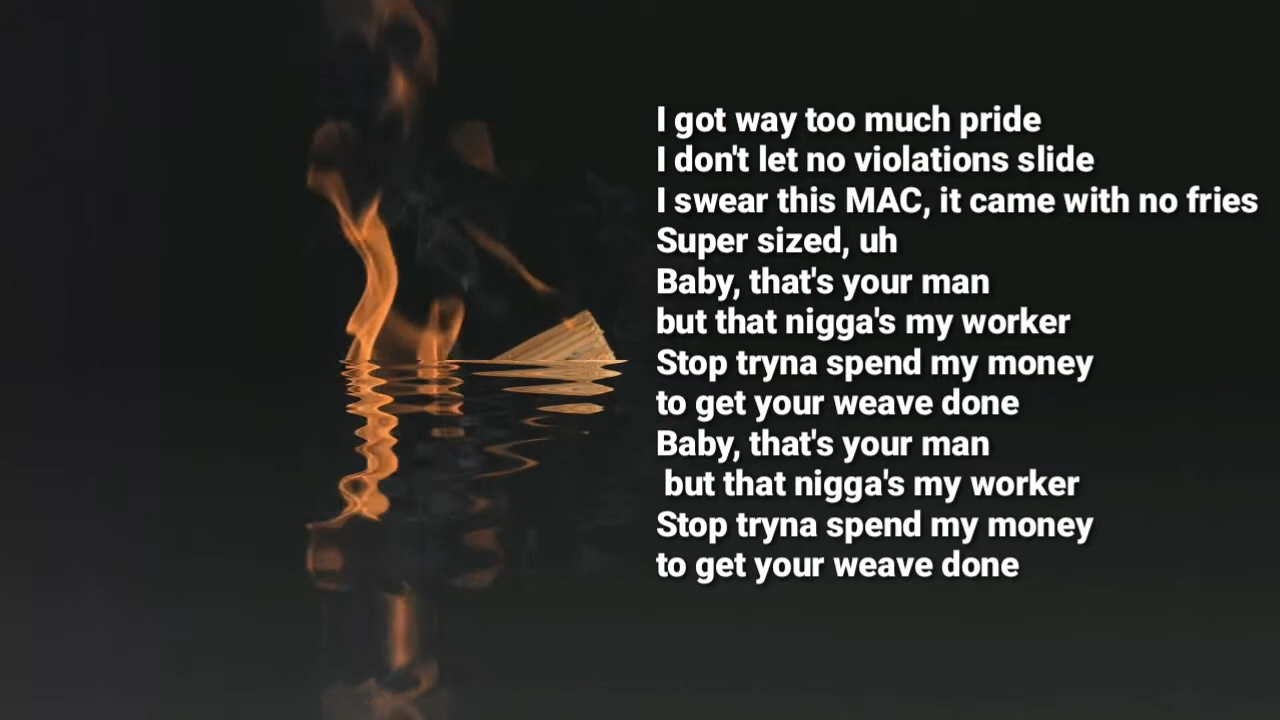 I got way too much pride
I don't let no violations slide
I swear this MAC, it came with no fries
Super sized, uh
Baby, that's your man
but that nigga's my worker
Stop tryna spend my money
to get your weave done
Baby, that's your man
but that nigga's my worker
Stop tryna spend my money
to get your weave done